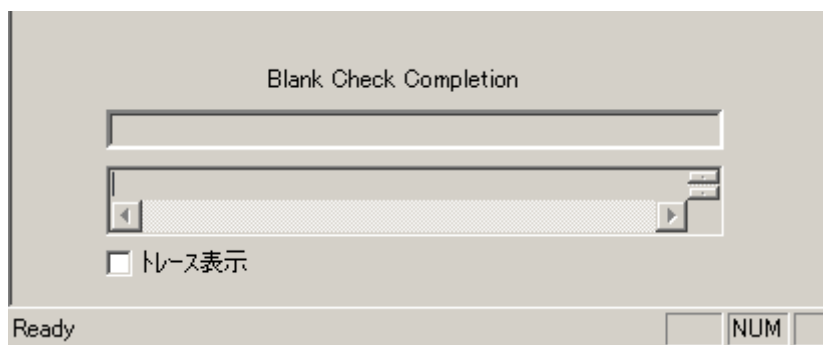 Blank Check Completion
トレース表示
Ready NUM